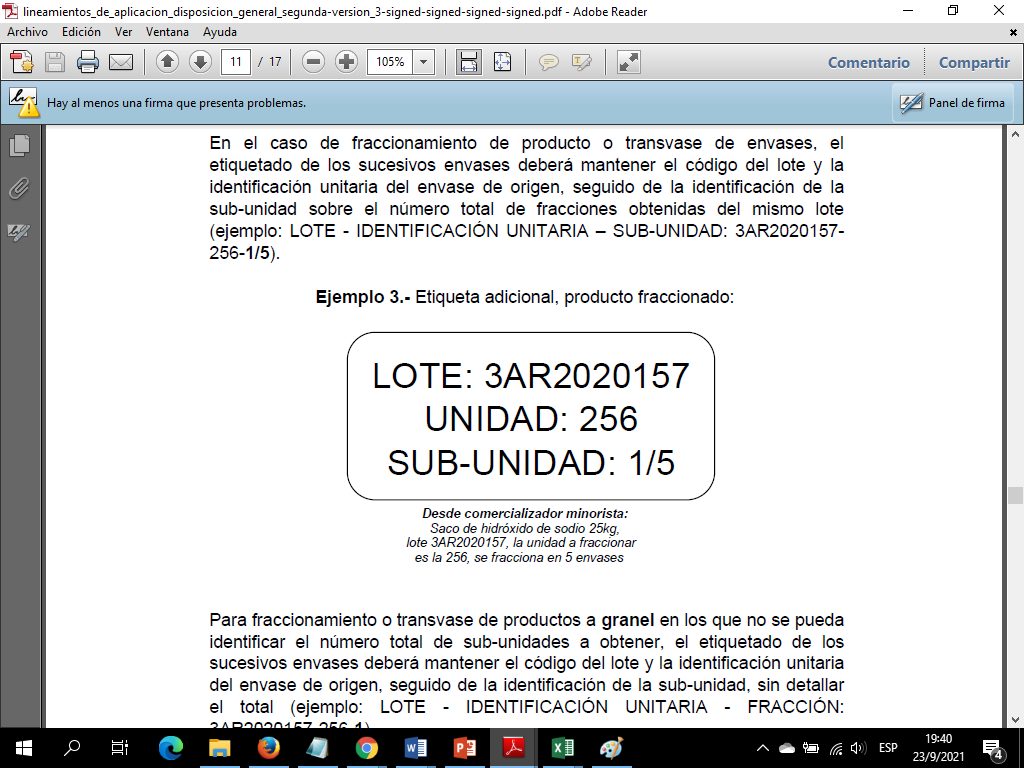 lineamientos_de_aplicacion_disposicion_general_segunda-version_3-signed-signed-signed-signed.pdf - Adobe Reader
Archivo Edición Ver Ventana Ayuda
11 / 17 105% Comentario Compartir
Hay al menos una firma que presenta problemas. Panel de firma
En el caso de fraccionamiento de producto o transvase de envases, el
etiquetado de los sucesivos envases deberá mantener el código del lote y la
identificación unitaria del envase de origen, seguido de la identificación de la
sub-unidad sobre el número total de fracciones obtenidas del mismo lote
(ejemplo: LOTE - IDENTIFICACIÓN UNITARIA – SUB-UNIDAD: 3AR2020157-
256-1/5).
Ejemplo 3.- Etiqueta adicional, producto fraccionado:
LOTE: 3AR2020157
UNIDAD: 256
SUB-UNIDAD: 1/5
Desde comercializador minorista:
Saco de hidróxido de sodio 25kg,
lote 3AR2020157, la unidad a fraccionar
es la 256, se fracciona en 5 envases
Para fraccionamiento o transvase de productos a granel en los que no se pueda
identificar el número total de sub-unidades a obtener, el etiquetado de los
sucesivos envases deberá mantener el código del lote y la identificación unitaria
del envase de origen, seguido de la identificación de la sub-unidad, sin detallar
el total (ejemplo: LOTE - IDENTIFICACIÓN UNITARIA - FRACCIÓN:
3AR2020157-256-1)
ESP
19:40
23/9/2021
4